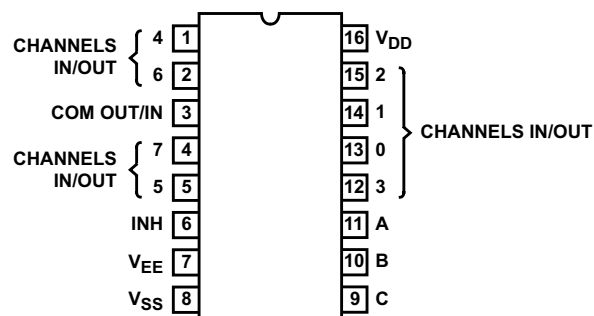 CHANNELS IN/OUT
4 1
6 2
COM OUT/IN 3
CHANNELS IN/OUT
7 4
5 5
INH 6
VEE 7
VSS 8
16 VDD
15 2
14 1
13 0
12 3
CHANNELS IN/OUT
11 A
10 B
9 C